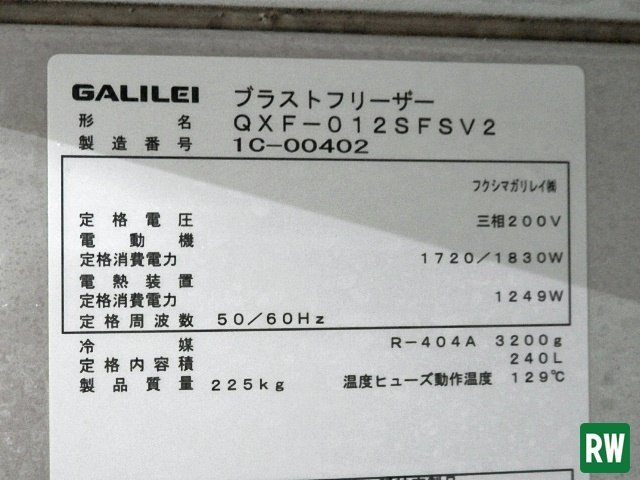 GALILEI ブラストフリーザー
形名 QXF-012SFSV2
製造番号 1C-00402
フクシマガリレイ㈱
定格電圧 三相200V
電動機
定格消費電力 1720/1830W
電熱装置
定格消費電力 1249W
定格周波数 50/60Hz
冷媒 R-404A 3200g
定格内容積 240L
製品質量 225kg 温度ヒューズ動作温度 129℃
RW